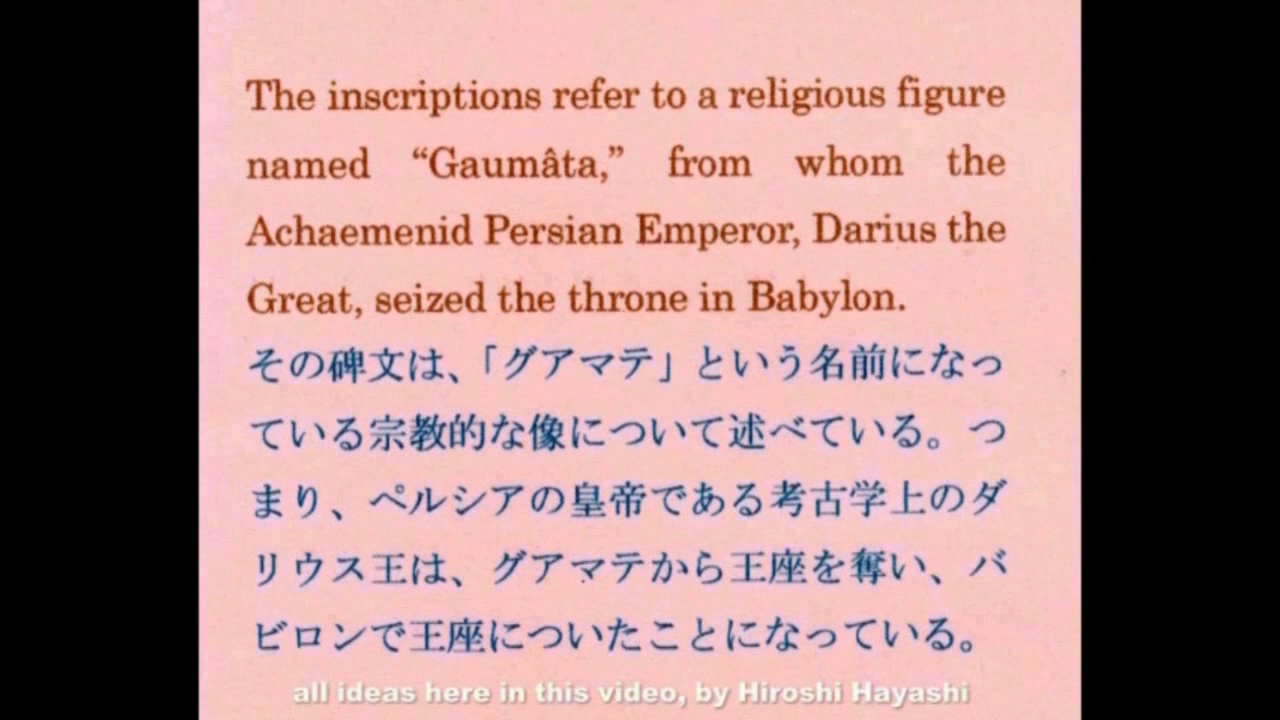 The inscriptions refer to a religious figure
named “Gaumâta,” from whom the
Achaemenid Persian Emperor, Darius the
Great, seized the throne in Babylon.
その碑文は、「グアマテ」という名前になっ
ている宗教的な像について述べている。つ
まり、ペルシアの皇帝である考古学上のダ
リウス王は、グアマテから王座を奪い、バ
ビロンで王座についたことになっている。
all ideas here in this video, by Hiroshi Hayashi